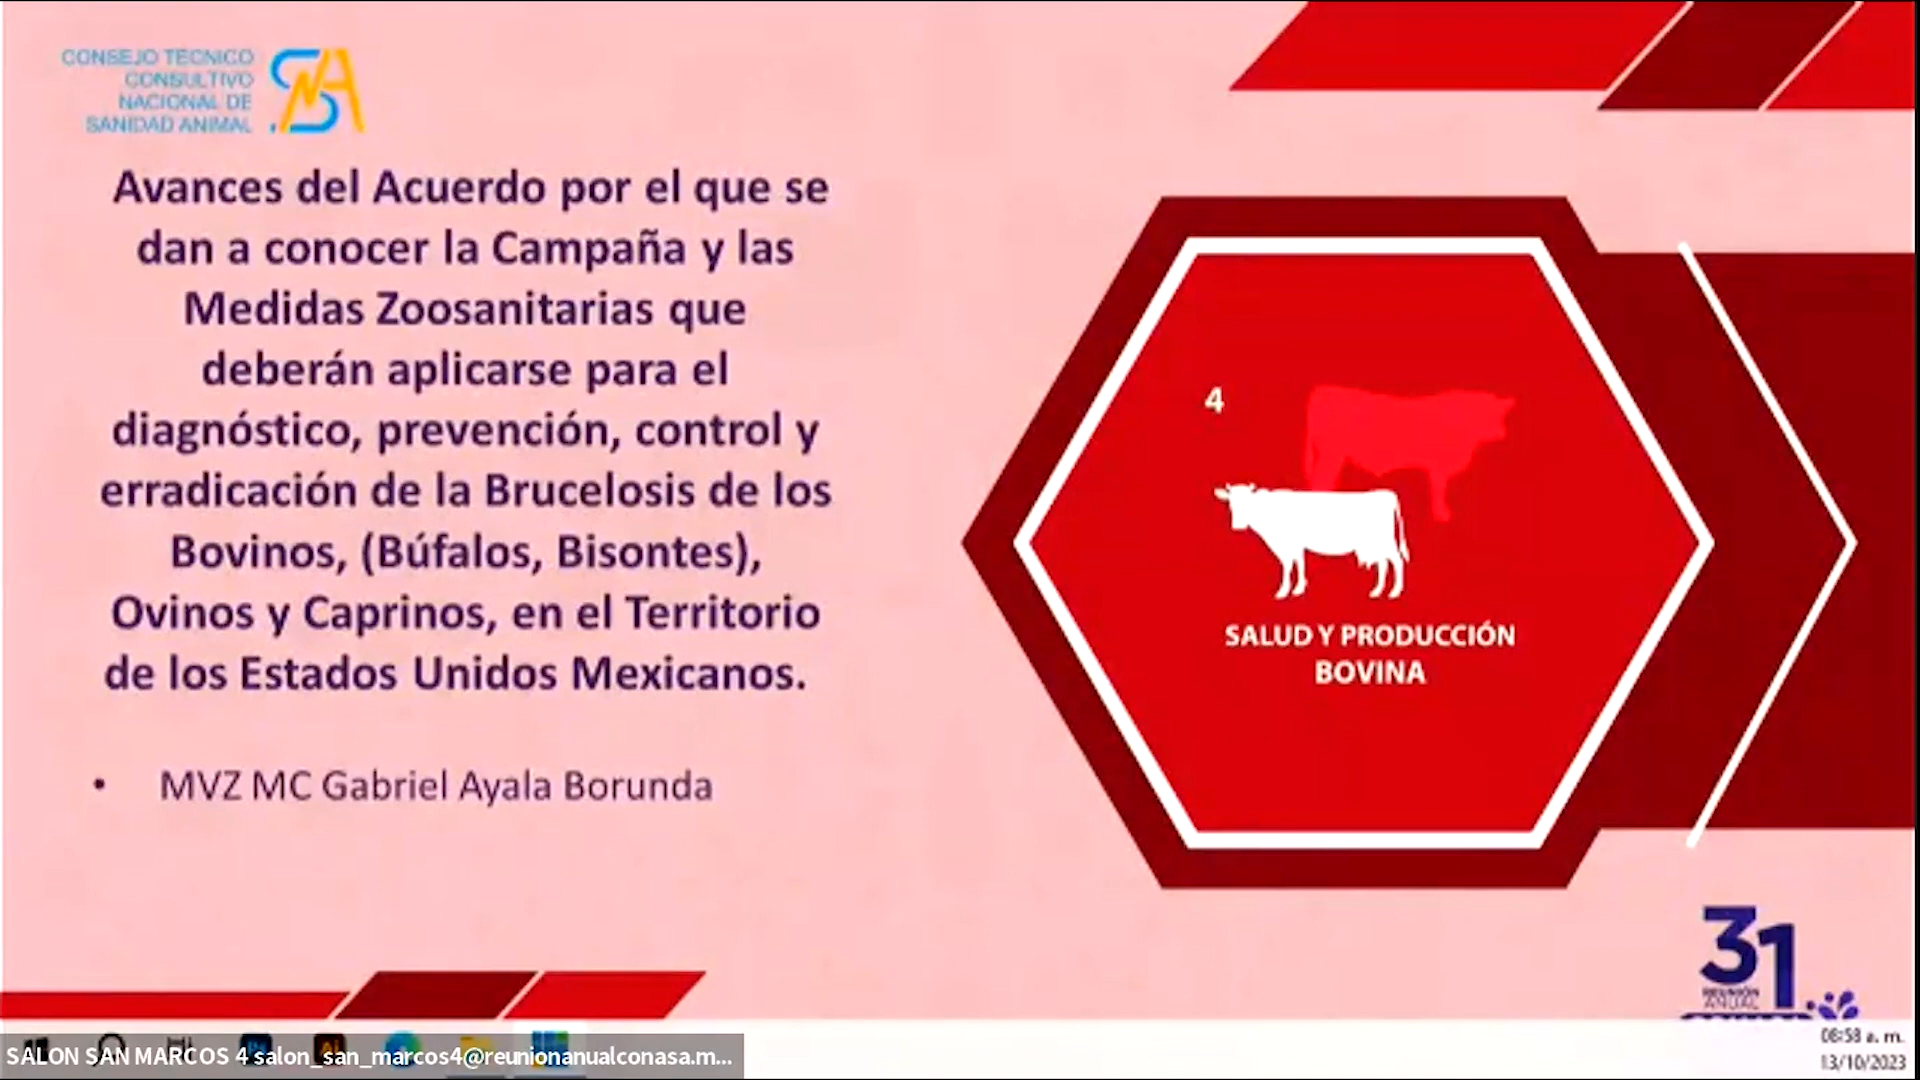 CONSEJO TÉCNICO
CONSULTIVO
NACIONAL DE
SANIDAD ANIMAL
Avances del Acuerdo por el que se
dan a conocer la Campaña y las
Medidas Zoosanitarias que
deberán aplicarse para el
diagnóstico, prevención, control y
erradicación de la Brucelosis de los
Bovinos, (Búfalos, Bisontes),
Ovinos y Caprinos, en el Territorio
de los Estados Unidos Mexicanos.
• MVZ MC Gabriel Ayala Borunda
4
SALUD Y PRODUCCIÓN
BOVINA
31
REUNIÓN
ANUAL
SALON SAN MARCOS 4 salon_san_marcos4@reunionanualconasa.m...
08:58 a. m.
13/10/2023